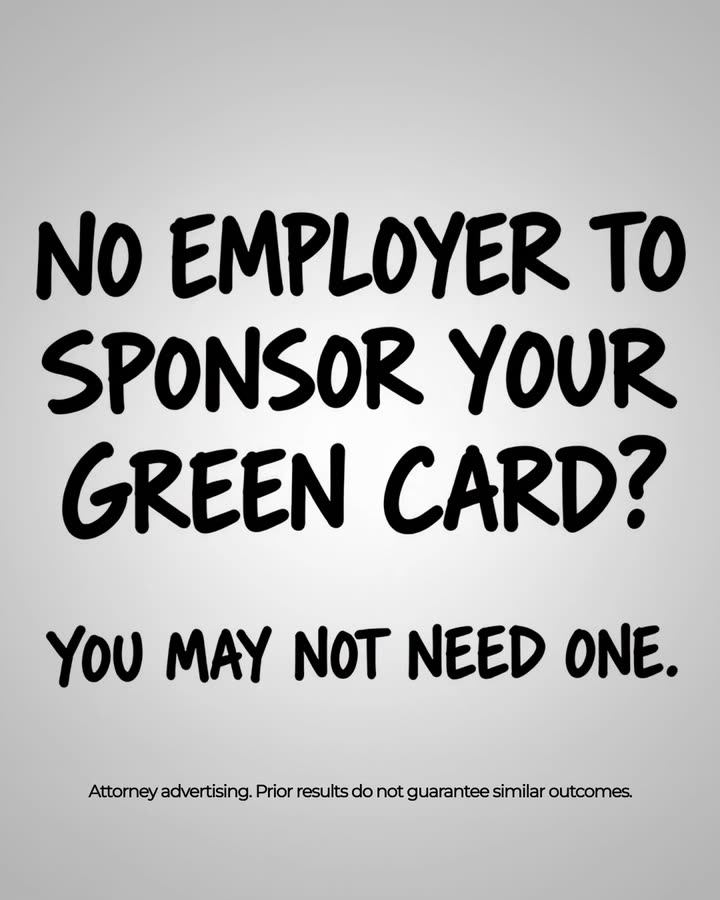 NO EMPLOYER TO
SPONSOR YOUR
GREEN CARD?
YOU MAY NOT NEED ONE.
Attorney advertising. Prior results do not guarantee similar outcomes.